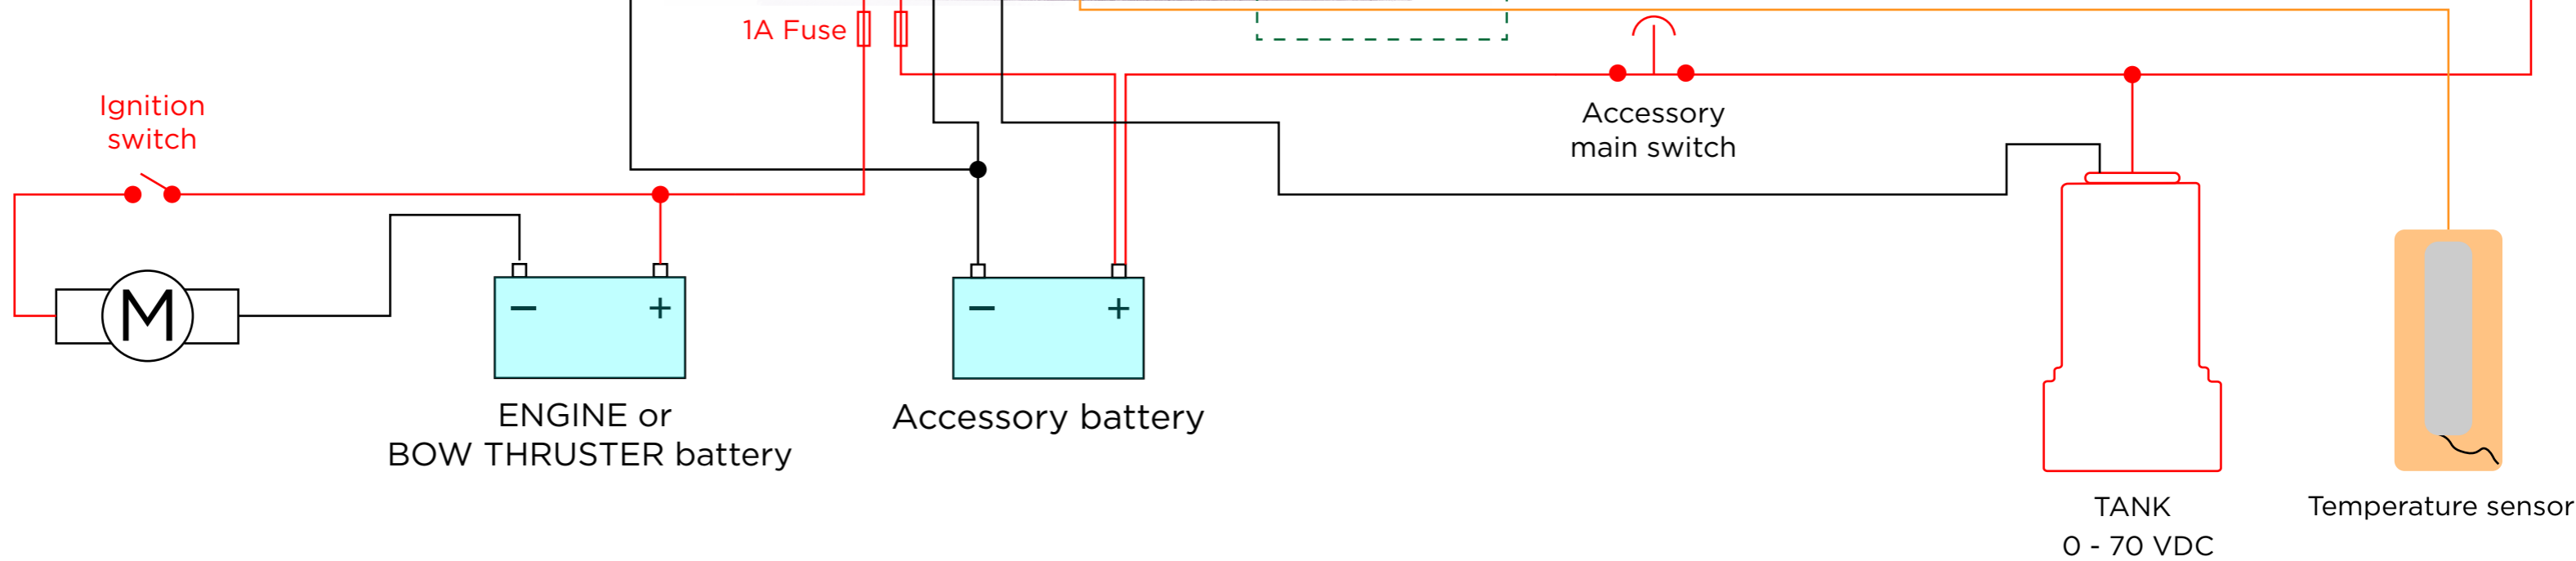 1A Fuse
Ignition
switch
Accessory
main switch
M
− +
− +
ENGINE or
BOW THRUSTER battery
Accessory battery
TANK
0 - 70 VDC
Temperature sensor